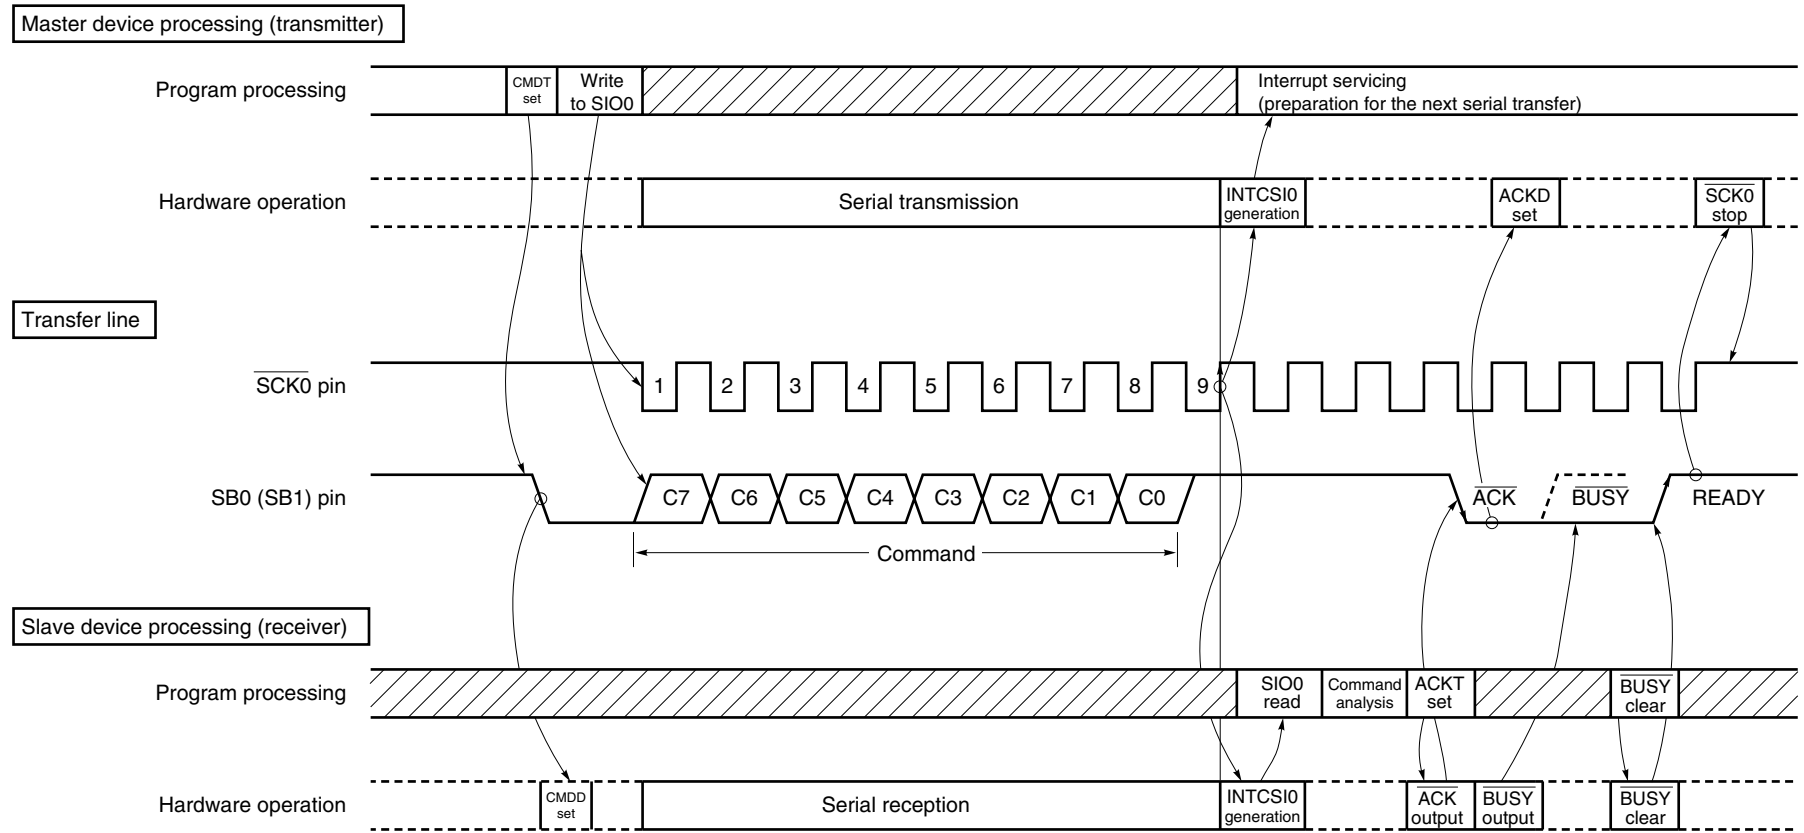 Master device processing (transmitter)
Program processing
CMDT
set
Write
to SIO0
Interrupt servicing
(preparation for the next serial transfer)
Hardware operation
Serial transmission
INTCSI0
generation
ACKD
set
SCK0
stop
Transfer line
SCK0 pin
1 2 3 4 5 6 7 8 9
SB0 (SB1) pin
C7 C6 C5 C4 C3 C2 C1 C0
ACK
BUSY
READY
Command
Slave device processing (receiver)
Program processing
SIO0
read
Command
analysis
ACKT
set
BUSY
clear
Hardware operation
CMDD
set
Serial reception
INTCSI0
generation
ACK
output
BUSY
output
BUSY
clear